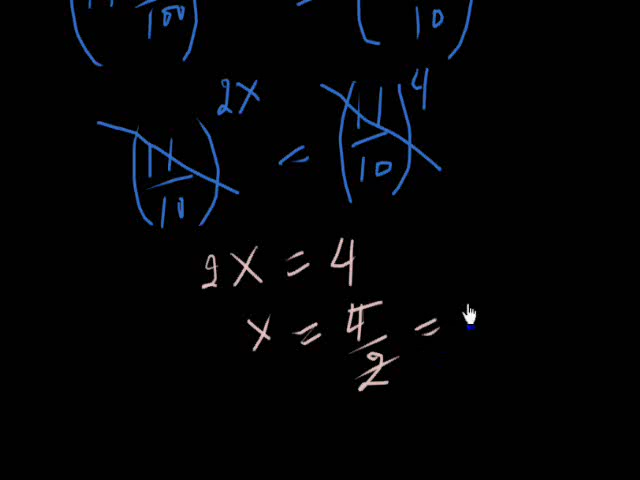 100 = 10
(11/10)^2x = (11/10)^4
2x = 4
x = 4/2 =